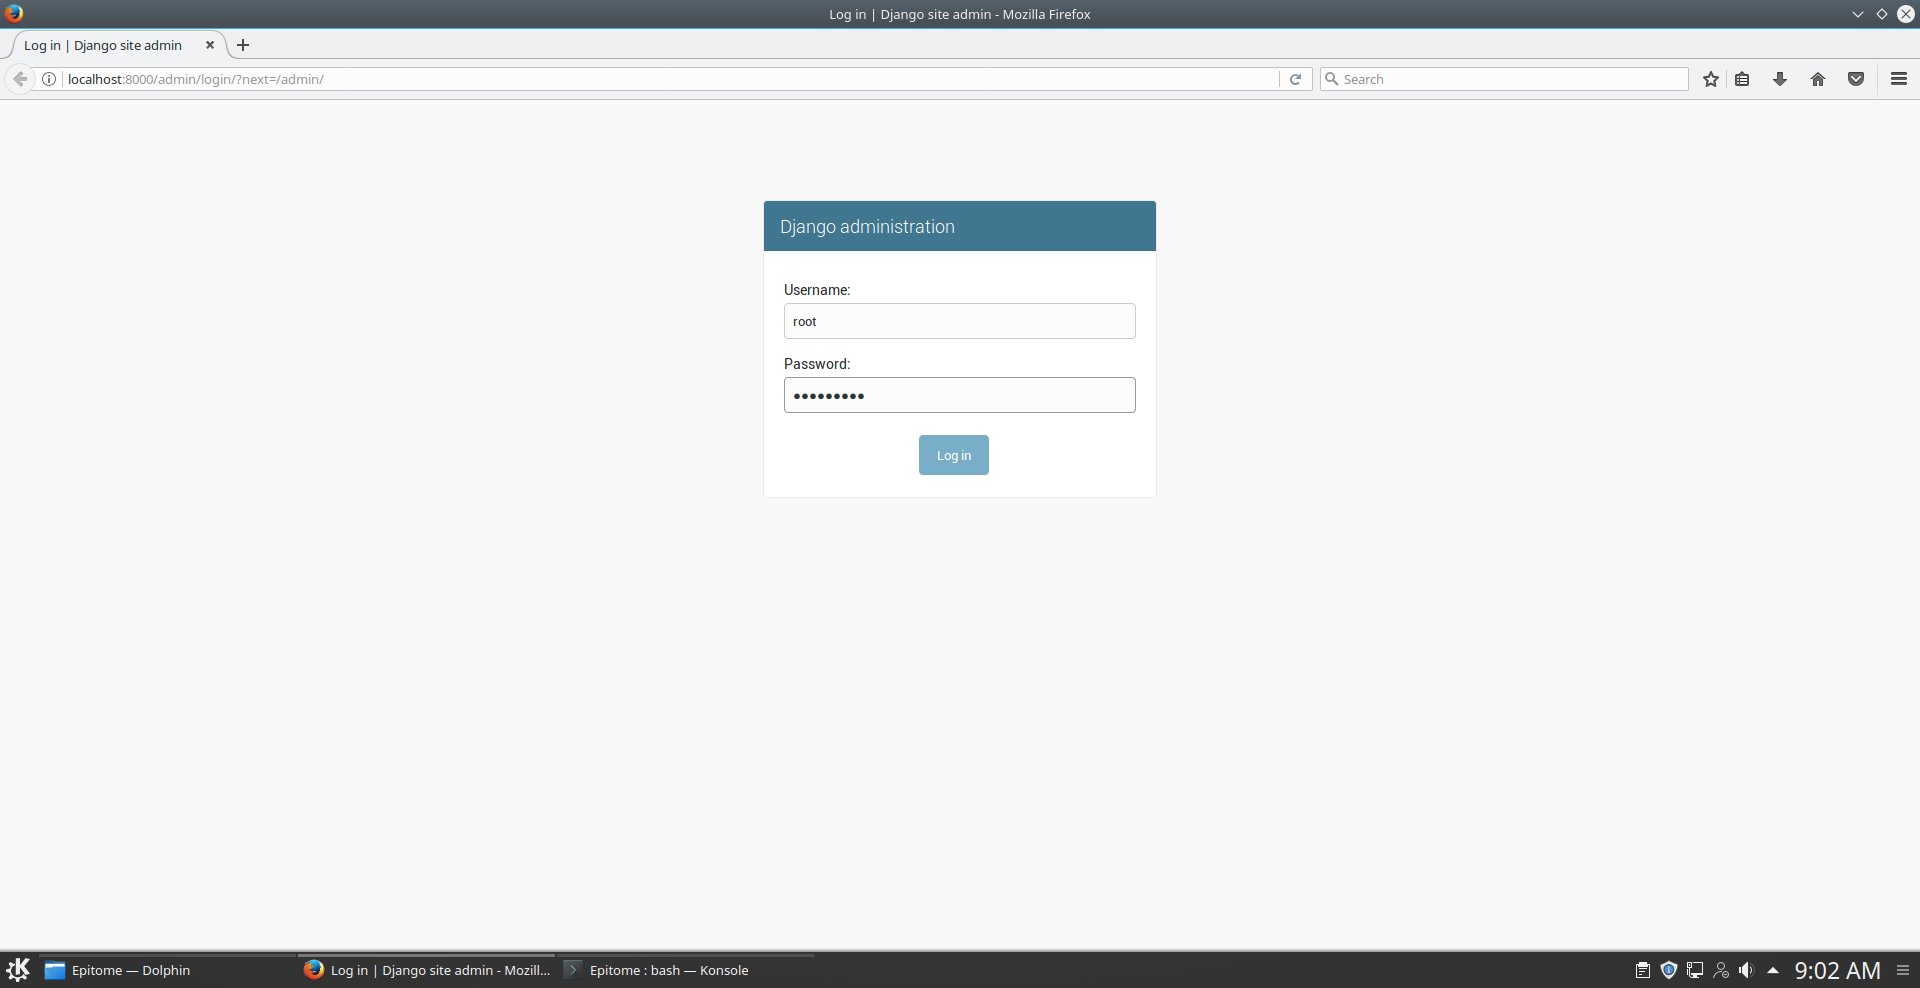 Log in | Django site admin - Mozilla Firefox
Log in | Django site admin
localhost:8000/admin/login/?next=/admin/
Search
Django administration
Username:
root
Password:
•••••••••
Log in
Epitome — Dolphin
Log in | Django site admin - Mozill...
Epitome : bash — Konsole
9:02 AM